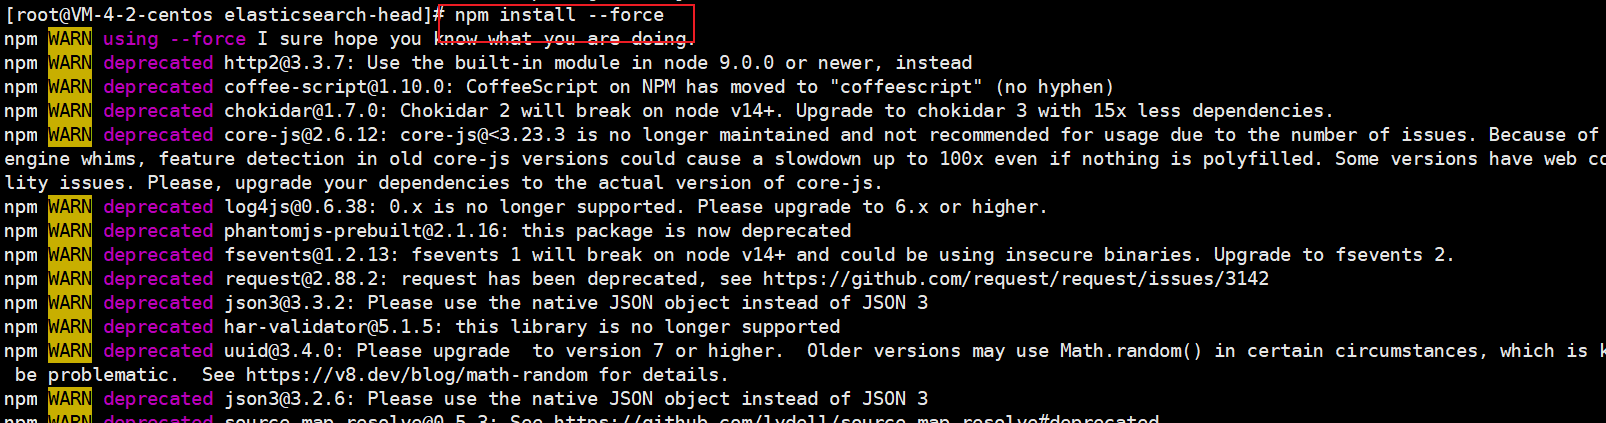 [root@VM-4-2-centos elasticsearch-head]# npm install --force
npm WARN using --force I sure hope you know what you are doing.
npm WARN deprecated http2@3.3.7: Use the built-in module in node 9.0.0 or newer, instead
npm WARN deprecated coffee-script@1.10.0: CoffeeScript on NPM has moved to "coffeescript" (no hyphen)
npm WARN deprecated chokidar@1.7.0: Chokidar 2 will break on node v14+. Upgrade to chokidar 3 with 15x less dependencies.
npm WARN deprecated core-js@2.6.12: core-js@<3.23.3 is no longer maintained and not recommended for usage due to the number of issues. Because of
engine whims, feature detection in old core-js versions could cause a slowdown up to 100x even if nothing is polyfilled. Some versions have web co
lity issues. Please, upgrade your dependencies to the actual version of core-js.
npm WARN deprecated log4js@0.6.38: 0.x is no longer supported. Please upgrade to 6.x or higher.
npm WARN deprecated phantomjs-prebuilt@2.1.16: this package is now deprecated
npm WARN deprecated fsevents@1.2.13: fsevents 1 will break on node v14+ and could be using insecure binaries. Upgrade to fsevents 2.
npm WARN deprecated request@2.88.2: request has been deprecated, see https://github.com/request/request/issues/3142
npm WARN deprecated json3@3.3.2: Please use the native JSON object instead of JSON 3
npm WARN deprecated har-validator@5.1.5: this library is no longer supported
npm WARN deprecated uuid@3.4.0: Please upgrade  to version 7 or higher.  Older versions may use Math.random() in certain circumstances, which is k
 be problematic.  See https://v8.dev/blog/math-random for details.
npm WARN deprecated json3@3.2.6: Please use the native JSON object instead of JSON 3
npm WARN deprecated source-map-resolve@0.5.3: See https://github.com/lydell/source-map-resolve#deprecated